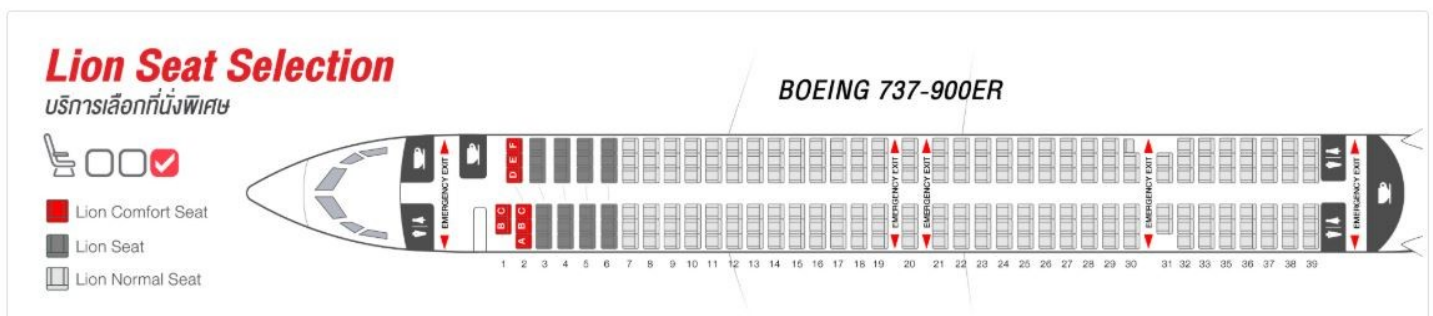 Lion Seat Selection
บริการเลือกที่นั่งพิเศษ
BOEING 737-900ER
Lion Comfort Seat
Lion Seat
Lion Normal Seat
EMERGENCY EXIT
D E F
B C
A B C
EMERGENCY EXIT
EMERGENCY EXIT
EMERGENCY EXIT
EMERGENCY EXIT
1 2 3 4 5 6 7 8 9 10 11 12 13 14 15 16 17 18 19 20 21 22 23 24 25 26 27 28 29 30 31 32 33 35 36 37 38 39